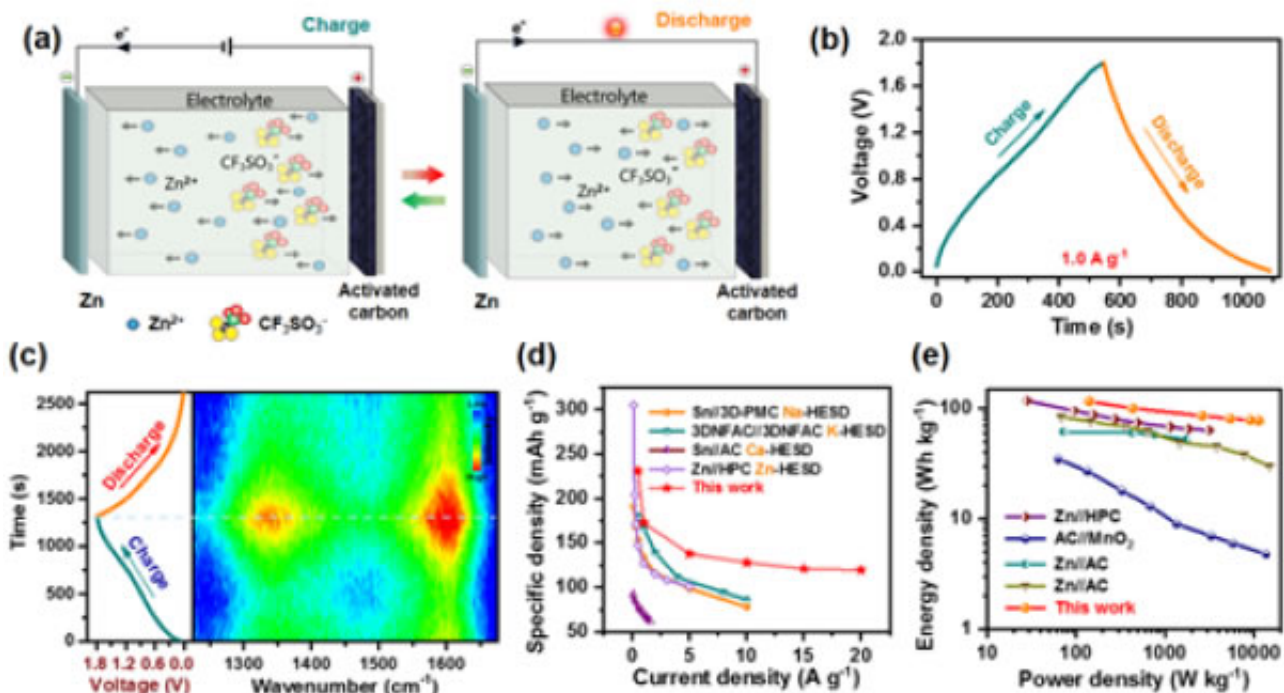 (a)
Charge
e⁻
Electrolyte
Zn²⁺
CF₃SO₃⁻
Zn
Activated
carbon
Discharge
e⁻
Electrolyte
Zn²⁺
CF₃SO₃⁻
Zn
Activated
carbon
Zn²⁺ CF₃SO₃⁻
(b)
Voltage (V)
2.0
1.6
1.2
0.8
0.4
0.0
Charge
Discharge
1.0 A g⁻¹
0 200 400 600 800 1000
Time (s)
(c)
Time (s)
2500
2000
1500
1000
500
0
Discharge
Charge
1.8 1.2 0.6 0.0
Voltage (V)
1300 1400 1500 1600
Wavenumber (cm⁻¹)
(d)
Specific density (mAh g⁻¹)
300
250
200
150
100
50
Sn//3D-PMC Na-HESD
3DNFAC//3DNFAC K-HESD
Sn//AC Ca-HESD
Zn//HPC Zn-HESD
This work
0 5 10 15 20
Current density (A g⁻¹)
(e)
Energy density (Wh kg⁻¹)
100
10
1
Zn//HPC
AC//MnO₂
Zn//AC
Zn//AC
This work
10 100 1000 10000
Power density (W kg⁻¹)